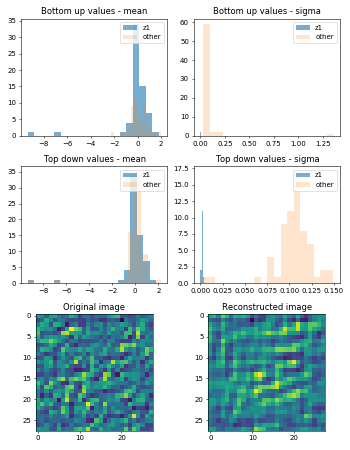 Bottom up values - mean
35
30
25
20
15
10
5
0
−8 −6 −4 −2 0 2
z1
other
Bottom up values - sigma
60
50
40
30
20
10
0
0.00 0.25 0.50 0.75 1.00 1.25
z1
other
Top down values - mean
35
30
25
20
15
10
5
0
−8 −6 −4 −2 0 2
z1
other
Top down values - sigma
17.5
15.0
12.5
10.0
7.5
5.0
2.5
0.0
0.000 0.025 0.050 0.075 0.100 0.125 0.150
z1
other
Original image
0
5
10
15
20
25
0 10 20
Reconstructed image
0
5
10
15
20
25
0 10 20